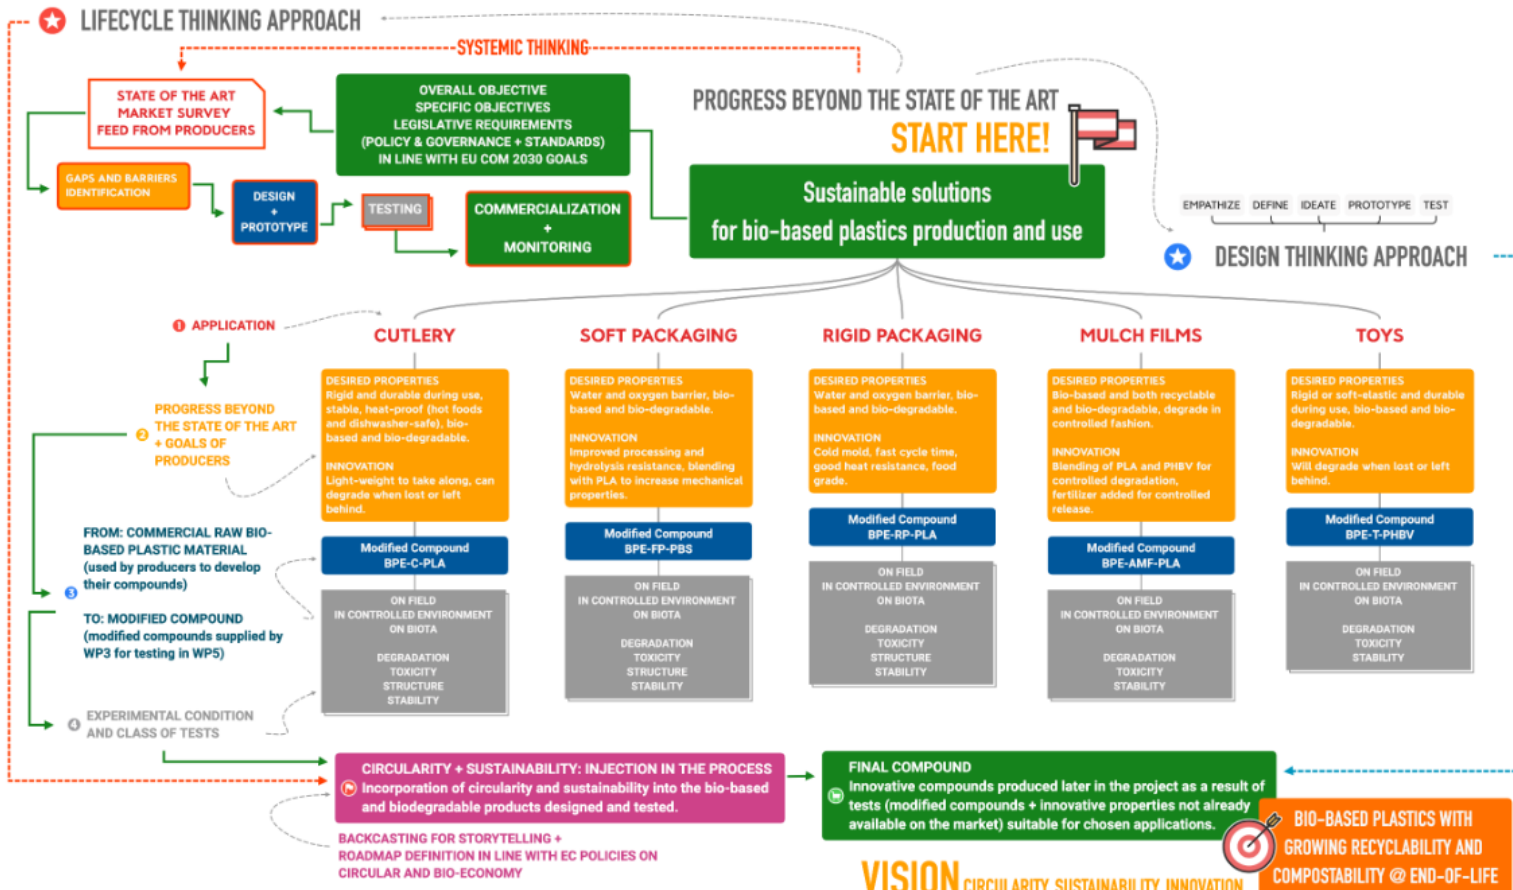 LIFECYCLE THINKING APPROACH
SYSTEMIC THINKING
STATE OF THE ART
MARKET SURVEY
FEED FROM PRODUCERS
OVERALL OBJECTIVE
SPECIFIC OBJECTIVES
LEGISLATIVE REQUIREMENTS
(POLICY & GOVERNANCE + STANDARDS)
IN LINE WITH EU COM 2030 GOALS
PROGRESS BEYOND THE STATE OF THE ART
START HERE!
Sustainable solutions
for bio-based plastics production and use
GAPS AND BARRIERS
IDENTIFICATION
DESIGN
+
PROTOTYPE
TESTING
COMMERCIALIZATION
+
MONITORING
EMPATHIZE DEFINE IDEATE PROTOTYPE TEST
DESIGN THINKING APPROACH
1 APPLICATION
2 PROGRESS BEYOND
THE STATE OF THE ART
+ GOALS OF
PRODUCERS
3 FROM: COMMERCIAL RAW BIO-
BASED PLASTIC MATERIAL
(used by producers to develop
their compounds)
TO: MODIFIED COMPOUND
(modified compounds supplied by
WP3 for testing in WP5)
4 EXPERIMENTAL CONDITION
AND CLASS OF TESTS
CUTLERY
DESIRED PROPERTIES
Rigid and durable during use,
stable, heat-proof (hot foods
and dishwasher-safe), bio-
based and bio-degradable.
INNOVATION
Light-weight to take along, can
degrade when lost or left
behind.
Modified Compound
BPE-C-PLA
ON FIELD
IN CONTROLLED ENVIRONMENT
ON BIOTA
DEGRADATION
TOXICITY
STRUCTURE
STABILITY
SOFT PACKAGING
DESIRED PROPERTIES
Water and oxygen barrier, bio-
based and bio-degradable.
INNOVATION
Improved processing and
hydrolysis resistance, blending
with PLA to increase mechanical
properties.
Modified Compound
BPE-FP-PBS
ON FIELD
IN CONTROLLED ENVIRONMENT
ON BIOTA
DEGRADATION
TOXICITY
STRUCTURE
STABILITY
RIGID PACKAGING
DESIRED PROPERTIES
Water and oxygen barrier, bio-
based and bio-degradable.
INNOVATION
Cold mold, fast cycle time,
good heat resistance, food
grade.
Modified Compound
BPE-RP-PLA
ON FIELD
IN CONTROLLED ENVIRONMENT
ON BIOTA
DEGRADATION
TOXICITY
STRUCTURE
STABILITY
MULCH FILMS
DESIRED PROPERTIES
Bio-based and both recyclable
and bio-degradable, degrade in
controlled fashion.
INNOVATION
Blending of PLA and PHBV for
controlled degradation,
fertilizer added for controlled
release.
Modified Compound
BPE-AMF-PLA
ON FIELD
IN CONTROLLED ENVIRONMENT
ON BIOTA
DEGRADATION
TOXICITY
STABILITY
TOYS
DESIRED PROPERTIES
Rigid or soft-elastic and durable
during use, bio-based and bio-
degradable.
INNOVATION
Will degrade when lost or left
behind.
Modified Compound
BPE-T-PHBV
ON FIELD
IN CONTROLLED ENVIRONMENT
ON BIOTA
DEGRADATION
TOXICITY
STABILITY
CIRCULARITY + SUSTAINABILITY: INJECTION IN THE PROCESS
Incorporation of circularity and sustainability into the bio-based
and biodegradable products designed and tested.
BACKCASTING FOR STORYTELLING +
ROADMAP DEFINITION IN LINE WITH EC POLICIES ON
CIRCULAR AND BIO-ECONOMY
FINAL COMPOUND
Innovative compounds produced later in the project as a result of
tests (modified compounds + innovative properties not already
available on the market) suitable for chosen applications.
VISION CIRCULARITY, SUSTAINABILITY, INNOVATION
BIO-BASED PLASTICS WITH
GROWING RECYCLABILITY AND
COMPOSTABILITY @ END-OF-LIFE